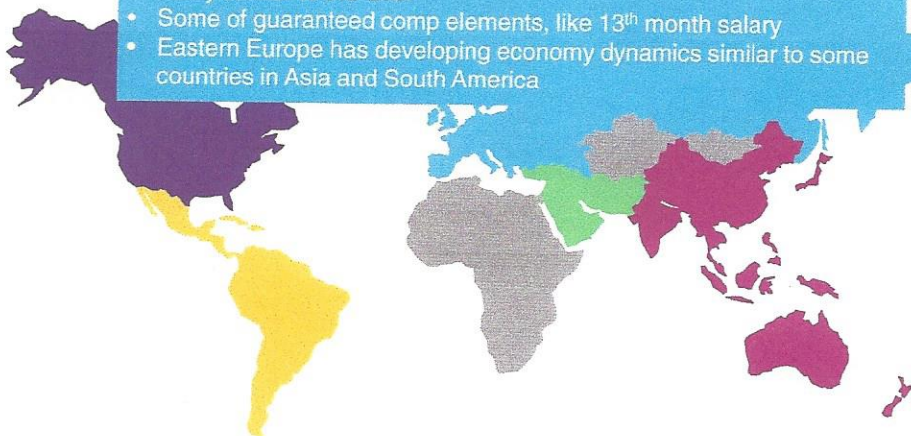 • Some of guaranteed comp elements, like 13th month salary
• Eastern Europe has developing economy dynamics similar to some
countries in Asia and South America